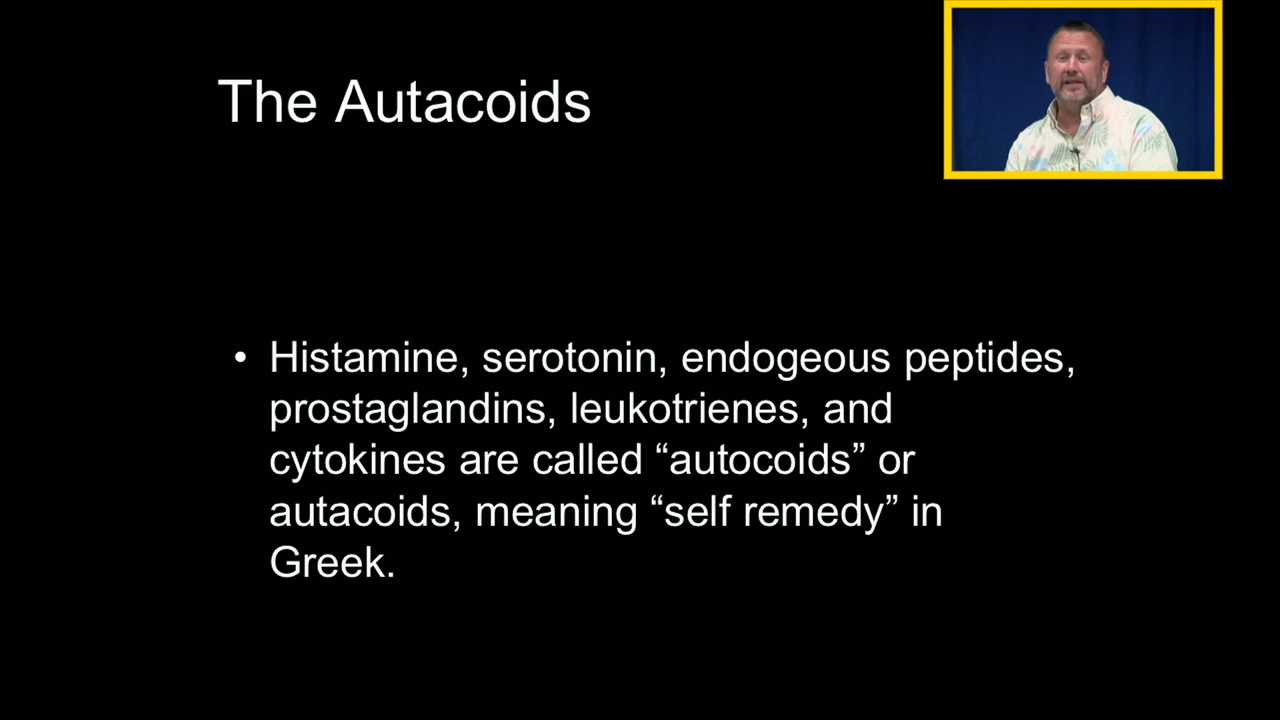 The Autacoids
• Histamine, serotonin, endogeous peptides,
prostaglandins, leukotrienes, and
cytokines are called “autocoids” or
autacoids, meaning “self remedy” in
Greek.